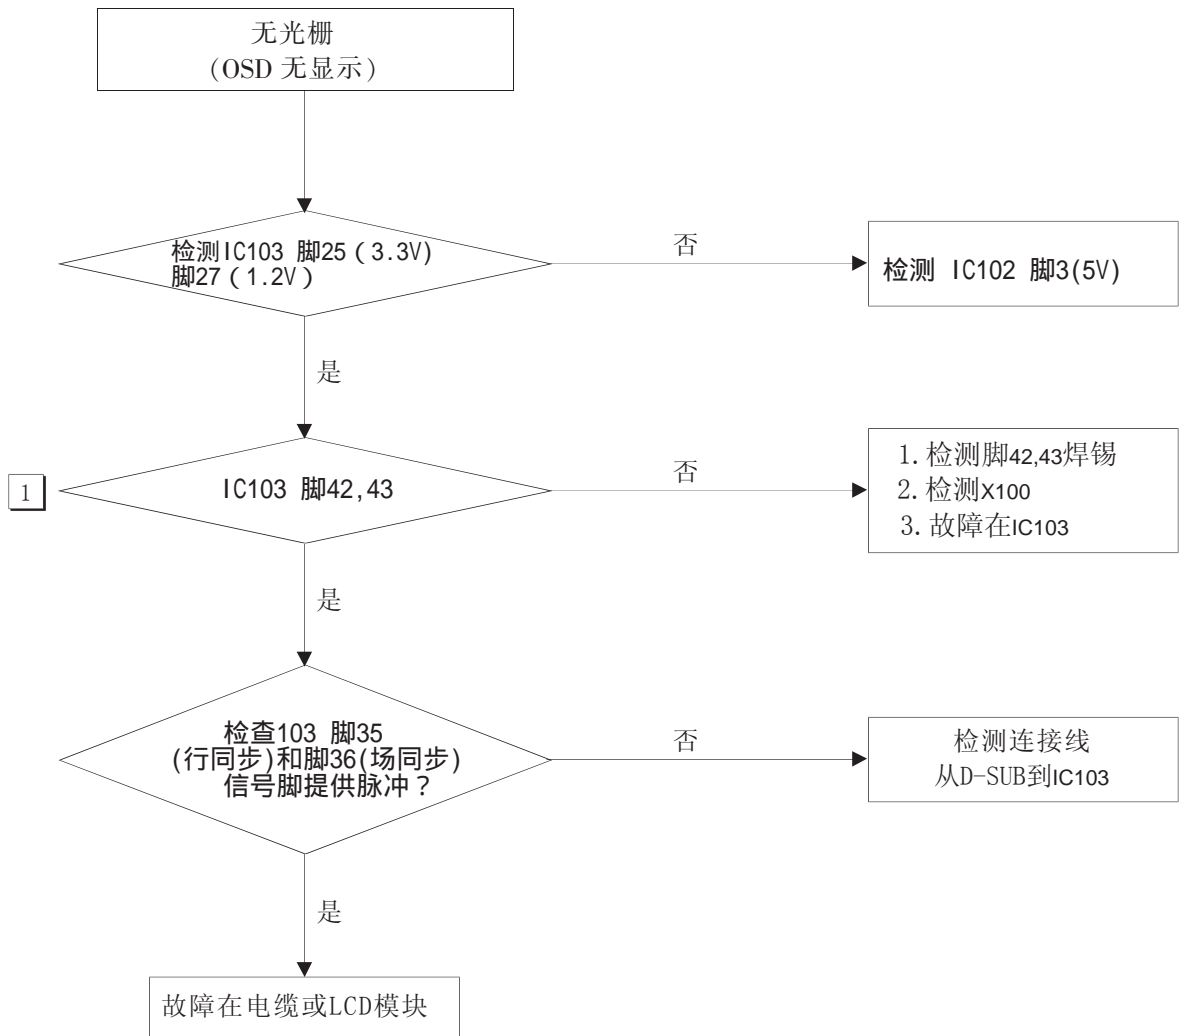 无光栅
(OSD 无显示)
检测IC103 脚25(3.3V)
脚27(1.2V)
否
检测 IC102 脚3(5V)
是
1
IC103 脚42,43
否
1.检测脚42,43焊锡
2.检测X100
3.故障在IC103
是
检查103 脚35
(行同步)和脚36(场同步)
信号脚提供脉冲?
否
检测连接线
从D-SUB到IC103
是
故障在电缆或LCD模块